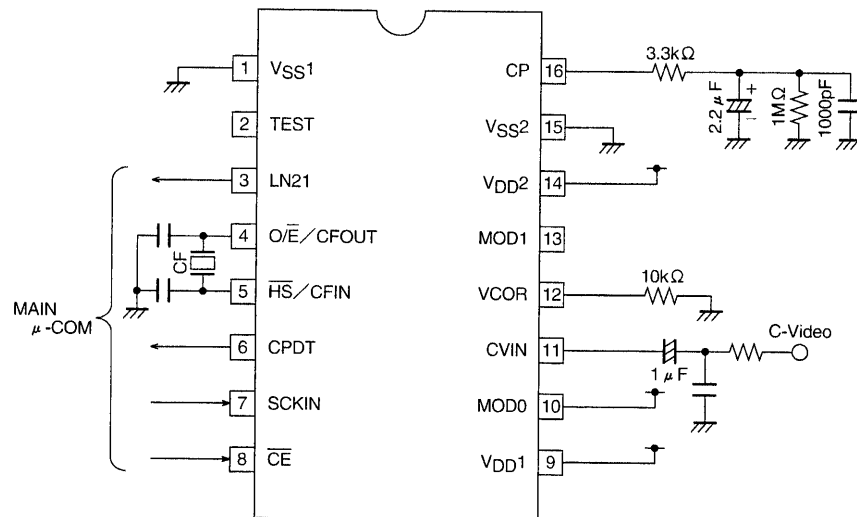 MAIN
μ-COM
1 VSS1
2 TEST
3 LN21
4 O/E̅/CFOUT
CF
5 H̅S̅/CFIN
6 CPDT
7 SCKIN
8 C̅E̅
CP 16
3.3kΩ
2.2μF
+
−
1MΩ
1000pF
VSS2 15
VDD2 14
MOD1 13
VCOR 12
10kΩ
CVIN 11
1μF
C-Video
MOD0 10
VDD1 9